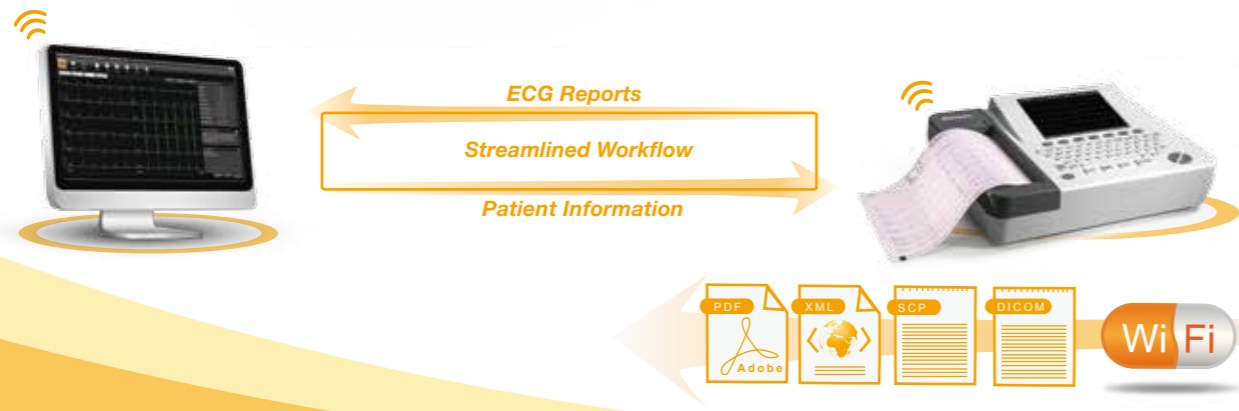 ECG Reports
Streamlined Workflow
Patient Information
PDF
XML
SCP
DICOM
Adobe
Wi Fi